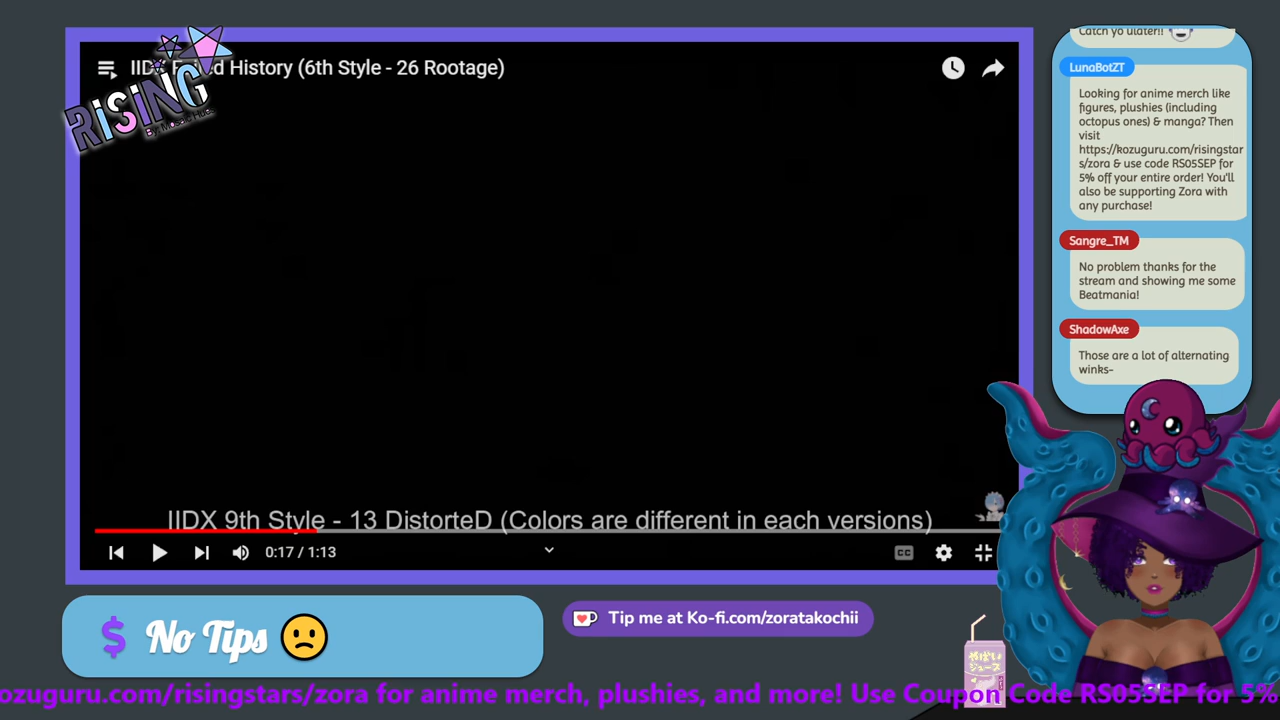 IIDX Failed History (6th Style - 26 Rootage)
RiSiNG
IIDX 9th Style - 13 DistorteD (Colors are different in each versions)
0:17 / 1:13
CC
Catch yo ulater!!
LunaBotZT
Looking for anime merch like
figures, plushies (including
octopus ones) & manga? Then
visit
https://kozuguru.com/risingstar
s/zora & use code RS05SEP for
5% off your entire order! You'll
also be supporting Zora with
any purchase!
Sangre_TM
No problem thanks for the
stream and showing me some
Beatmania!
ShadowAxe
Those are a lot of alternating
winks-
$ No Tips
Tip me at Ko-fi.com/zoratakochii
ozuguru.com/risingstars/zora for anime merch, plushies, and more! Use Coupon Code RS05SEP for 5%